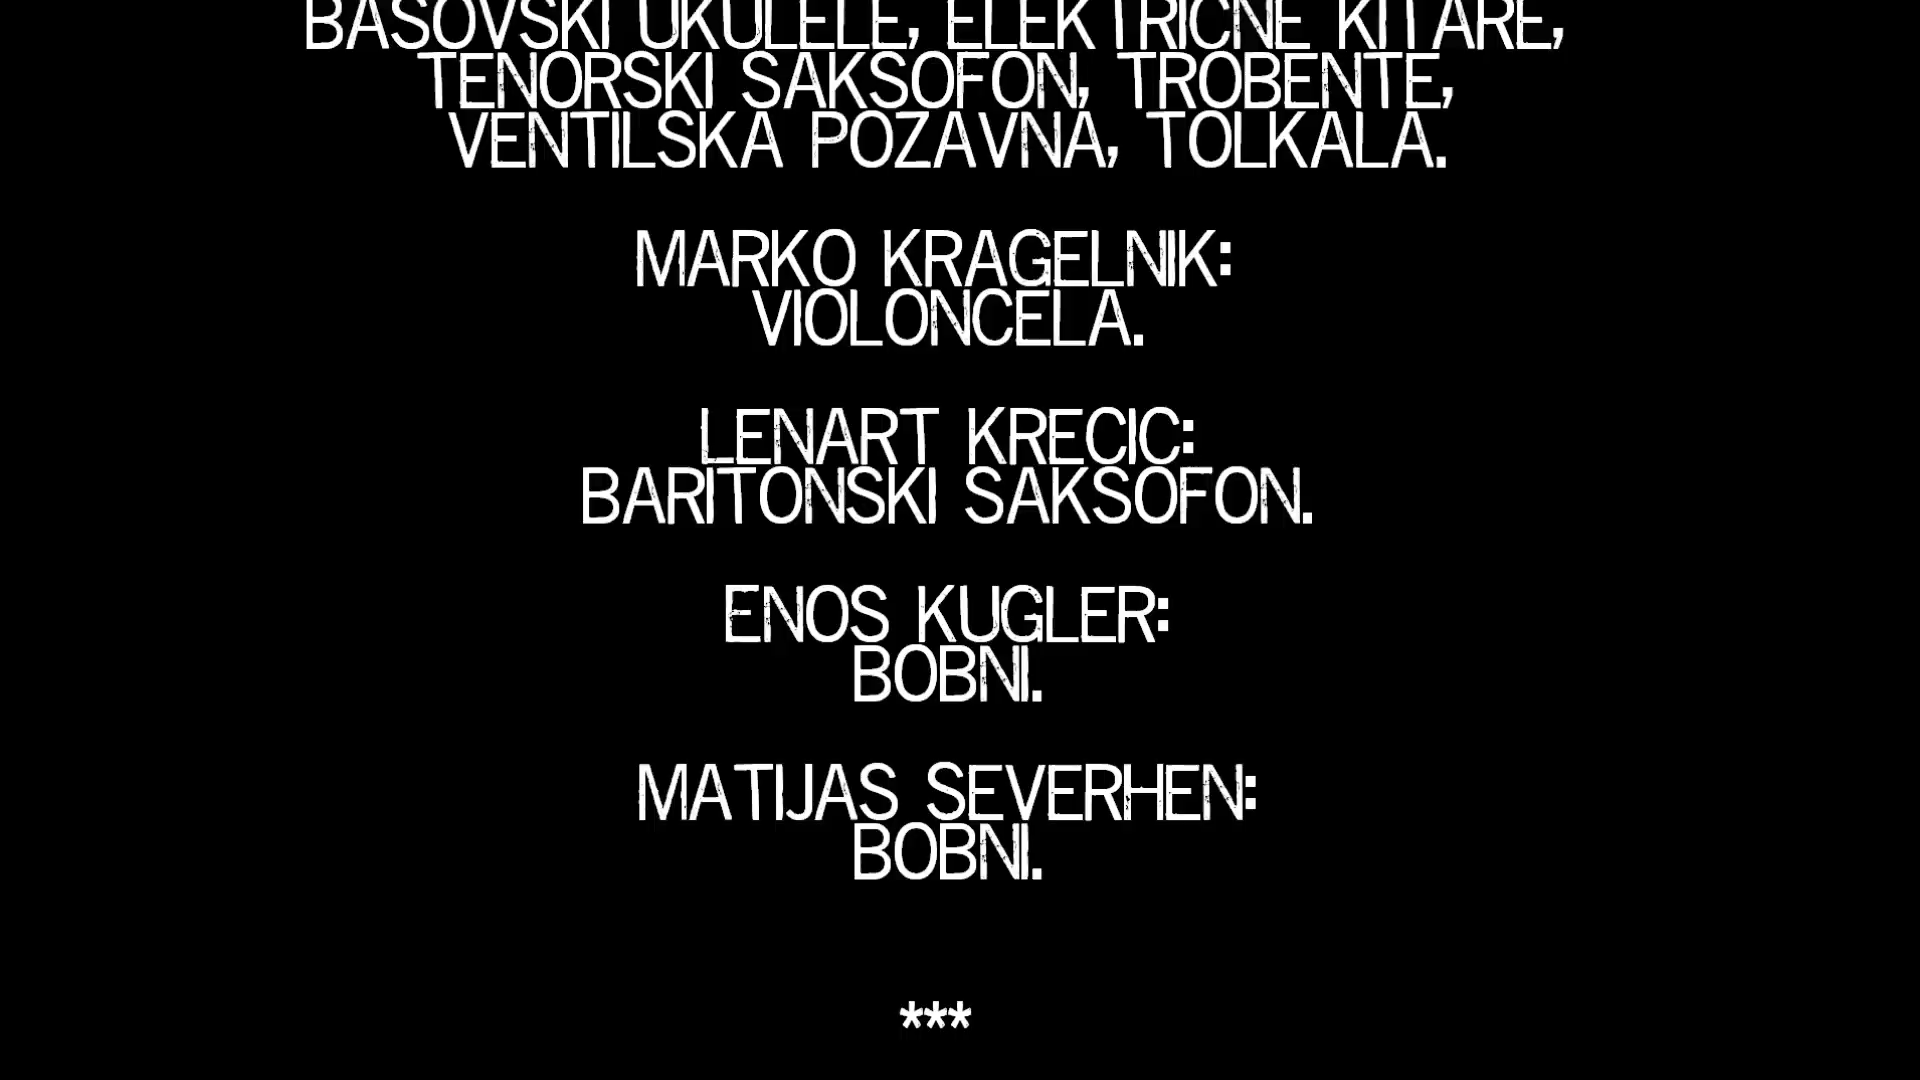 BASOVSKI UKULELE, ELEKTRICNE KITARE,
TENORSKI SAKSOFON, TROBENTE,
VENTILSKA POZAVNA, TOLKALA.
MARKO KRAGELNIK:
VIOLONCELA.
LENART KRECIC:
BARITONSKI SAKSOFON.
ENOS KUGLER:
BOBNI.
MATIJAS SEVERHEN:
BOBNI.
***